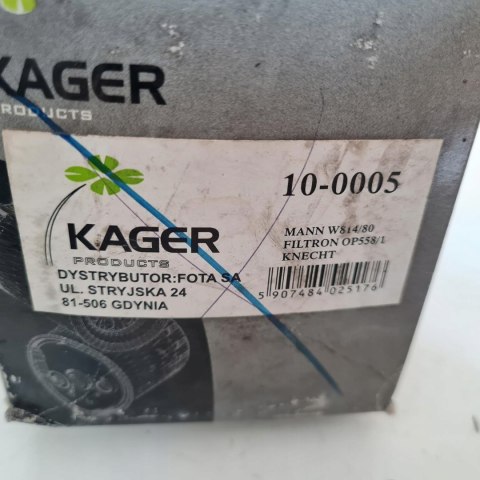 KAGER
PRODUCTS
10-0005
MANN W814/80
FILTRON OP558/1
KNECHT
KAGER
PRODUCTS
DYSTRYBUTOR:FOTA SA
UL. STRYJSKA 24
81-506 GDYNIA
5 907484 025176